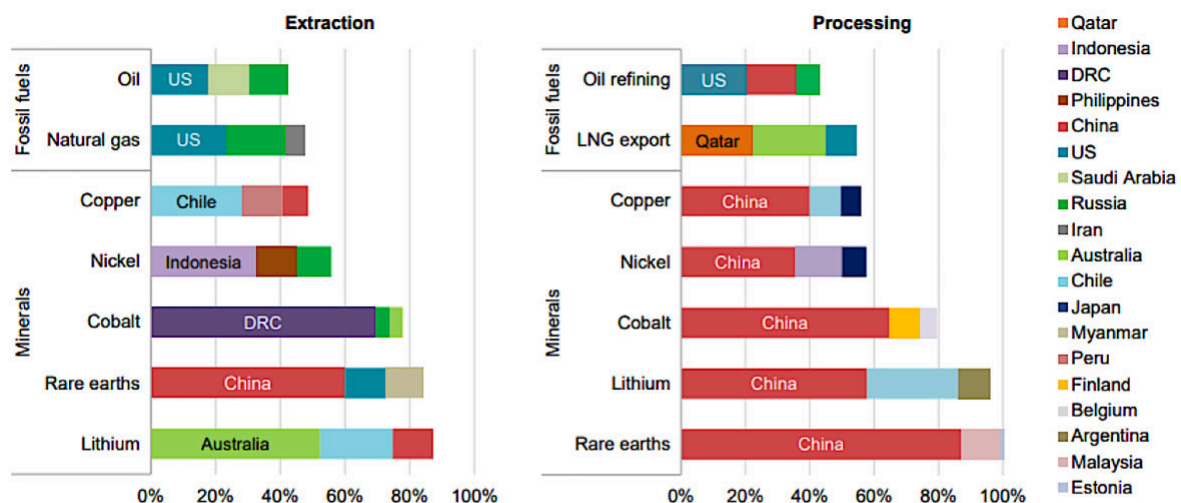 Extraction
Processing
Fossil fuels
Oil
US
Natural gas
US
Minerals
Copper
Chile
Nickel
Indonesia
Cobalt
DRC
Rare earths
China
Lithium
Australia
0% 20% 40% 60% 80% 100%
Fossil fuels
Oil refining
US
LNG export
Qatar
Minerals
Copper
China
Nickel
China
Cobalt
China
Lithium
China
Rare earths
China
0% 20% 40% 60% 80% 100%
Qatar
Indonesia
DRC
Philippines
China
US
Saudi Arabia
Russia
Iran
Australia
Chile
Japan
Myanmar
Peru
Finland
Belgium
Argentina
Malaysia
Estonia